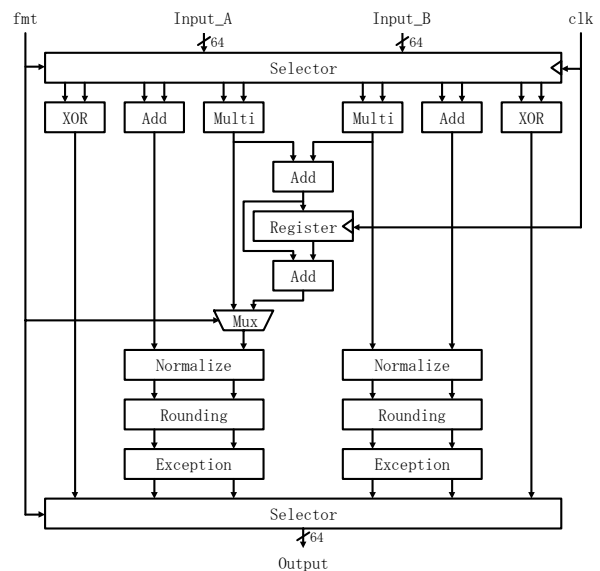 fmt Input_A Input_B clk
64 64
Selector
XOR Add Multi Multi Add XOR
Add
Register
Add
Mux
Normalize Normalize
Rounding Rounding
Exception Exception
Selector
64
Output